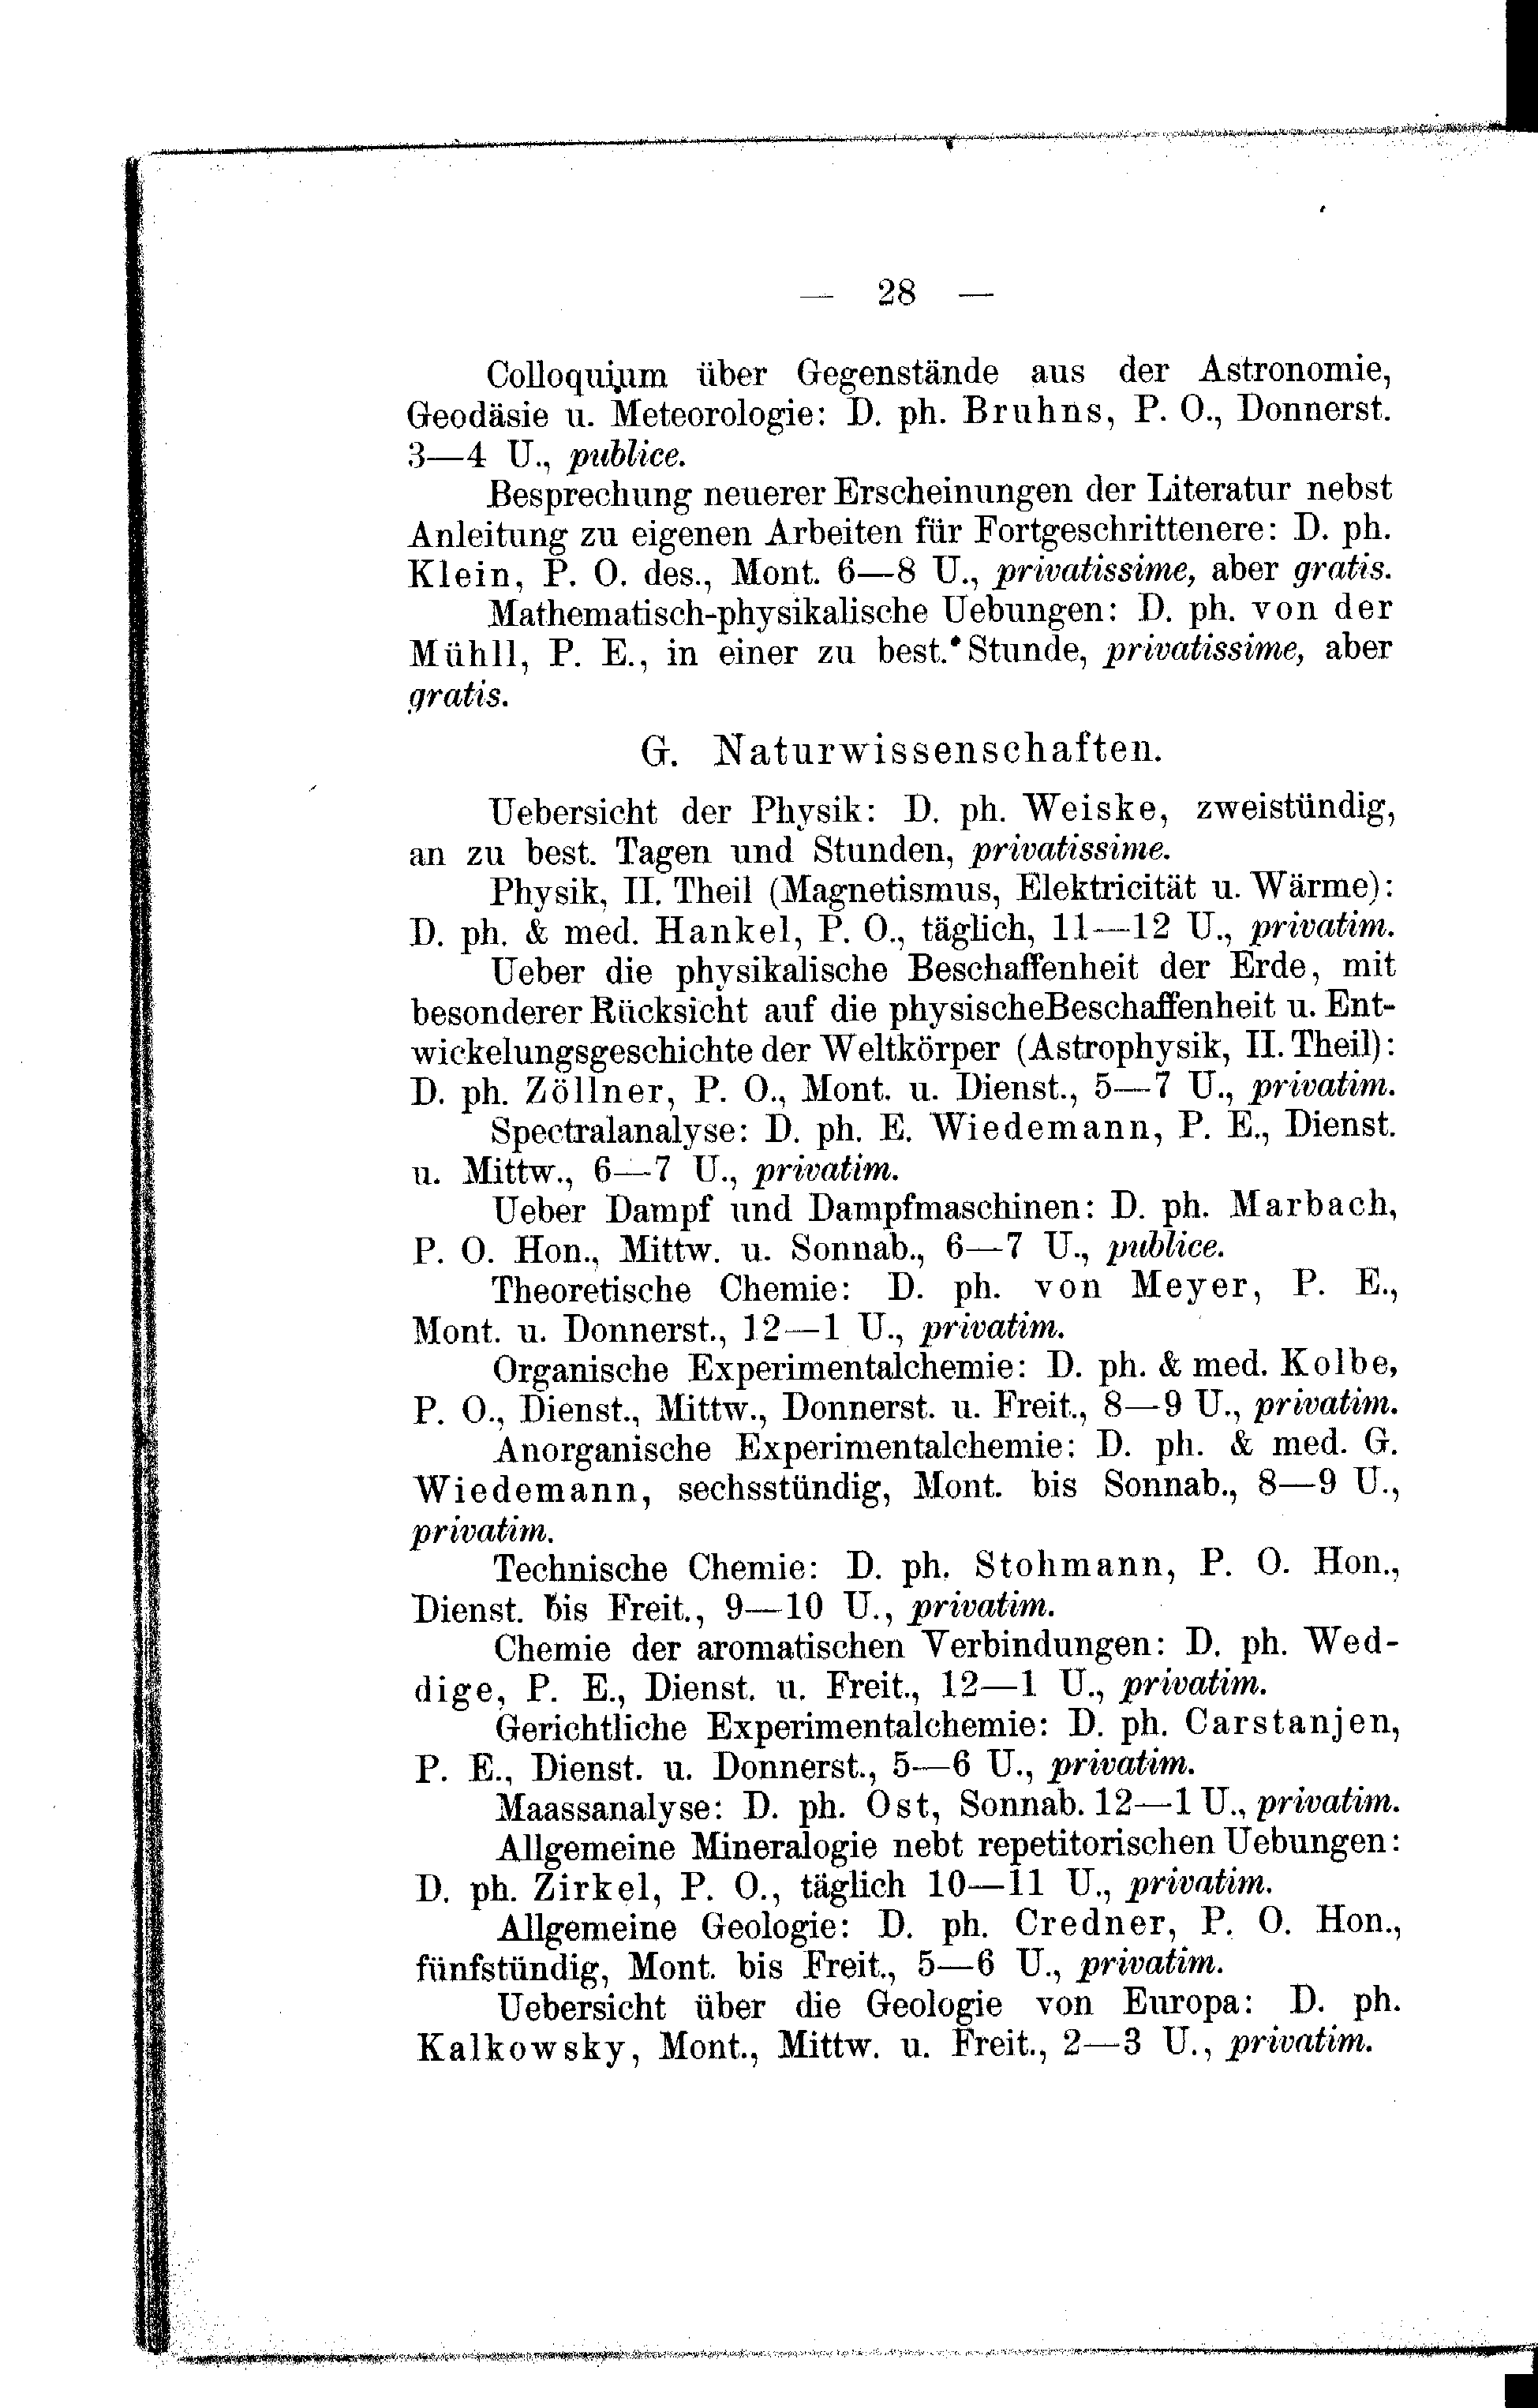 — 28 —
Colloquium über Gegenstände aus der Astronomie,
Geodäsie u. Meteorologie: D. ph. Bruhns, P. O., Donnerst.
3—4 U., publice.
Besprechung neuerer Erscheinungen der Literatur nebst
Anleitung zu eigenen Arbeiten für Fortgeschrittenere: D. ph.
Klein, P. O. des., Mont. 6—8 U., privatissime, aber gratis.
Mathematisch-physikalische Uebungen: D. ph. von der
Mühll, P. E., in einer zu best. Stunde, privatissime, aber
gratis.
G. Naturwissenschaften.
Uebersicht der Physik: D. ph. Weiske, zweistündig,
an zu best. Tagen und Stunden, privatissime.
Physik, II. Theil (Magnetismus, Elektricität u. Wärme):
D. ph. & med. Hankel, P. O., täglich, 11—12 U., privatim.
Ueber die physikalische Beschaffenheit der Erde, mit
besonderer Rücksicht auf die physischeBeschaffenheit u. Ent-
wickelungsgeschichte der Weltkörper (Astrophysik, II. Theil):
D. ph. Zöllner, P. O., Mont. u. Dienst., 5—7 U., privatim.
Spectralanalyse: D. ph. E. Wiedemann, P. E., Dienst.
u. Mittw., 6—7 U., privatim.
Ueber Dampf und Dampfmaschinen: D. ph. Marbach,
P. O. Hon., Mittw. u. Sonnab., 6—7 U., publice.
Theoretische Chemie: D. ph. von Meyer, P. E.,
Mont. u. Donnerst., 12—1 U., privatim.
Organische Experimentalchemie: D. ph. & med. Kolbe,
P. O., Dienst., Mittw., Donnerst. u. Freit., 8—9 U., privatim.
Anorganische Experimentalchemie: D. ph. & med. G.
Wiedemann, sechsstündig, Mont. bis Sonnab., 8—9 U.,
privatim.
Technische Chemie: D. ph. Stohmann, P. O. Hon.,
Dienst. bis Freit., 9—10 U., privatim.
Chemie der aromatischen Verbindungen: D. ph. Wed-
dige, P. E., Dienst. u. Freit., 12—1 U., privatim.
Gerichtliche Experimentalchemie: D. ph. Carstanjen,
P. E., Dienst. u. Donnerst., 5—6 U., privatim.
Maassanalyse: D. ph. Ost, Sonnab. 12—1 U., privatim.
Allgemeine Mineralogie nebt repetitorischen Uebungen:
D. ph. Zirkel, P. O., täglich 10—11 U., privatim.
Allgemeine Geologie: D. ph. Credner, P. O. Hon.,
fünfstündig, Mont. bis Freit., 5—6 U., privatim.
Uebersicht über die Geologie von Europa: D. ph.
Kalkowsky, Mont., Mittw. u. Freit., 2—3 U., privatim.